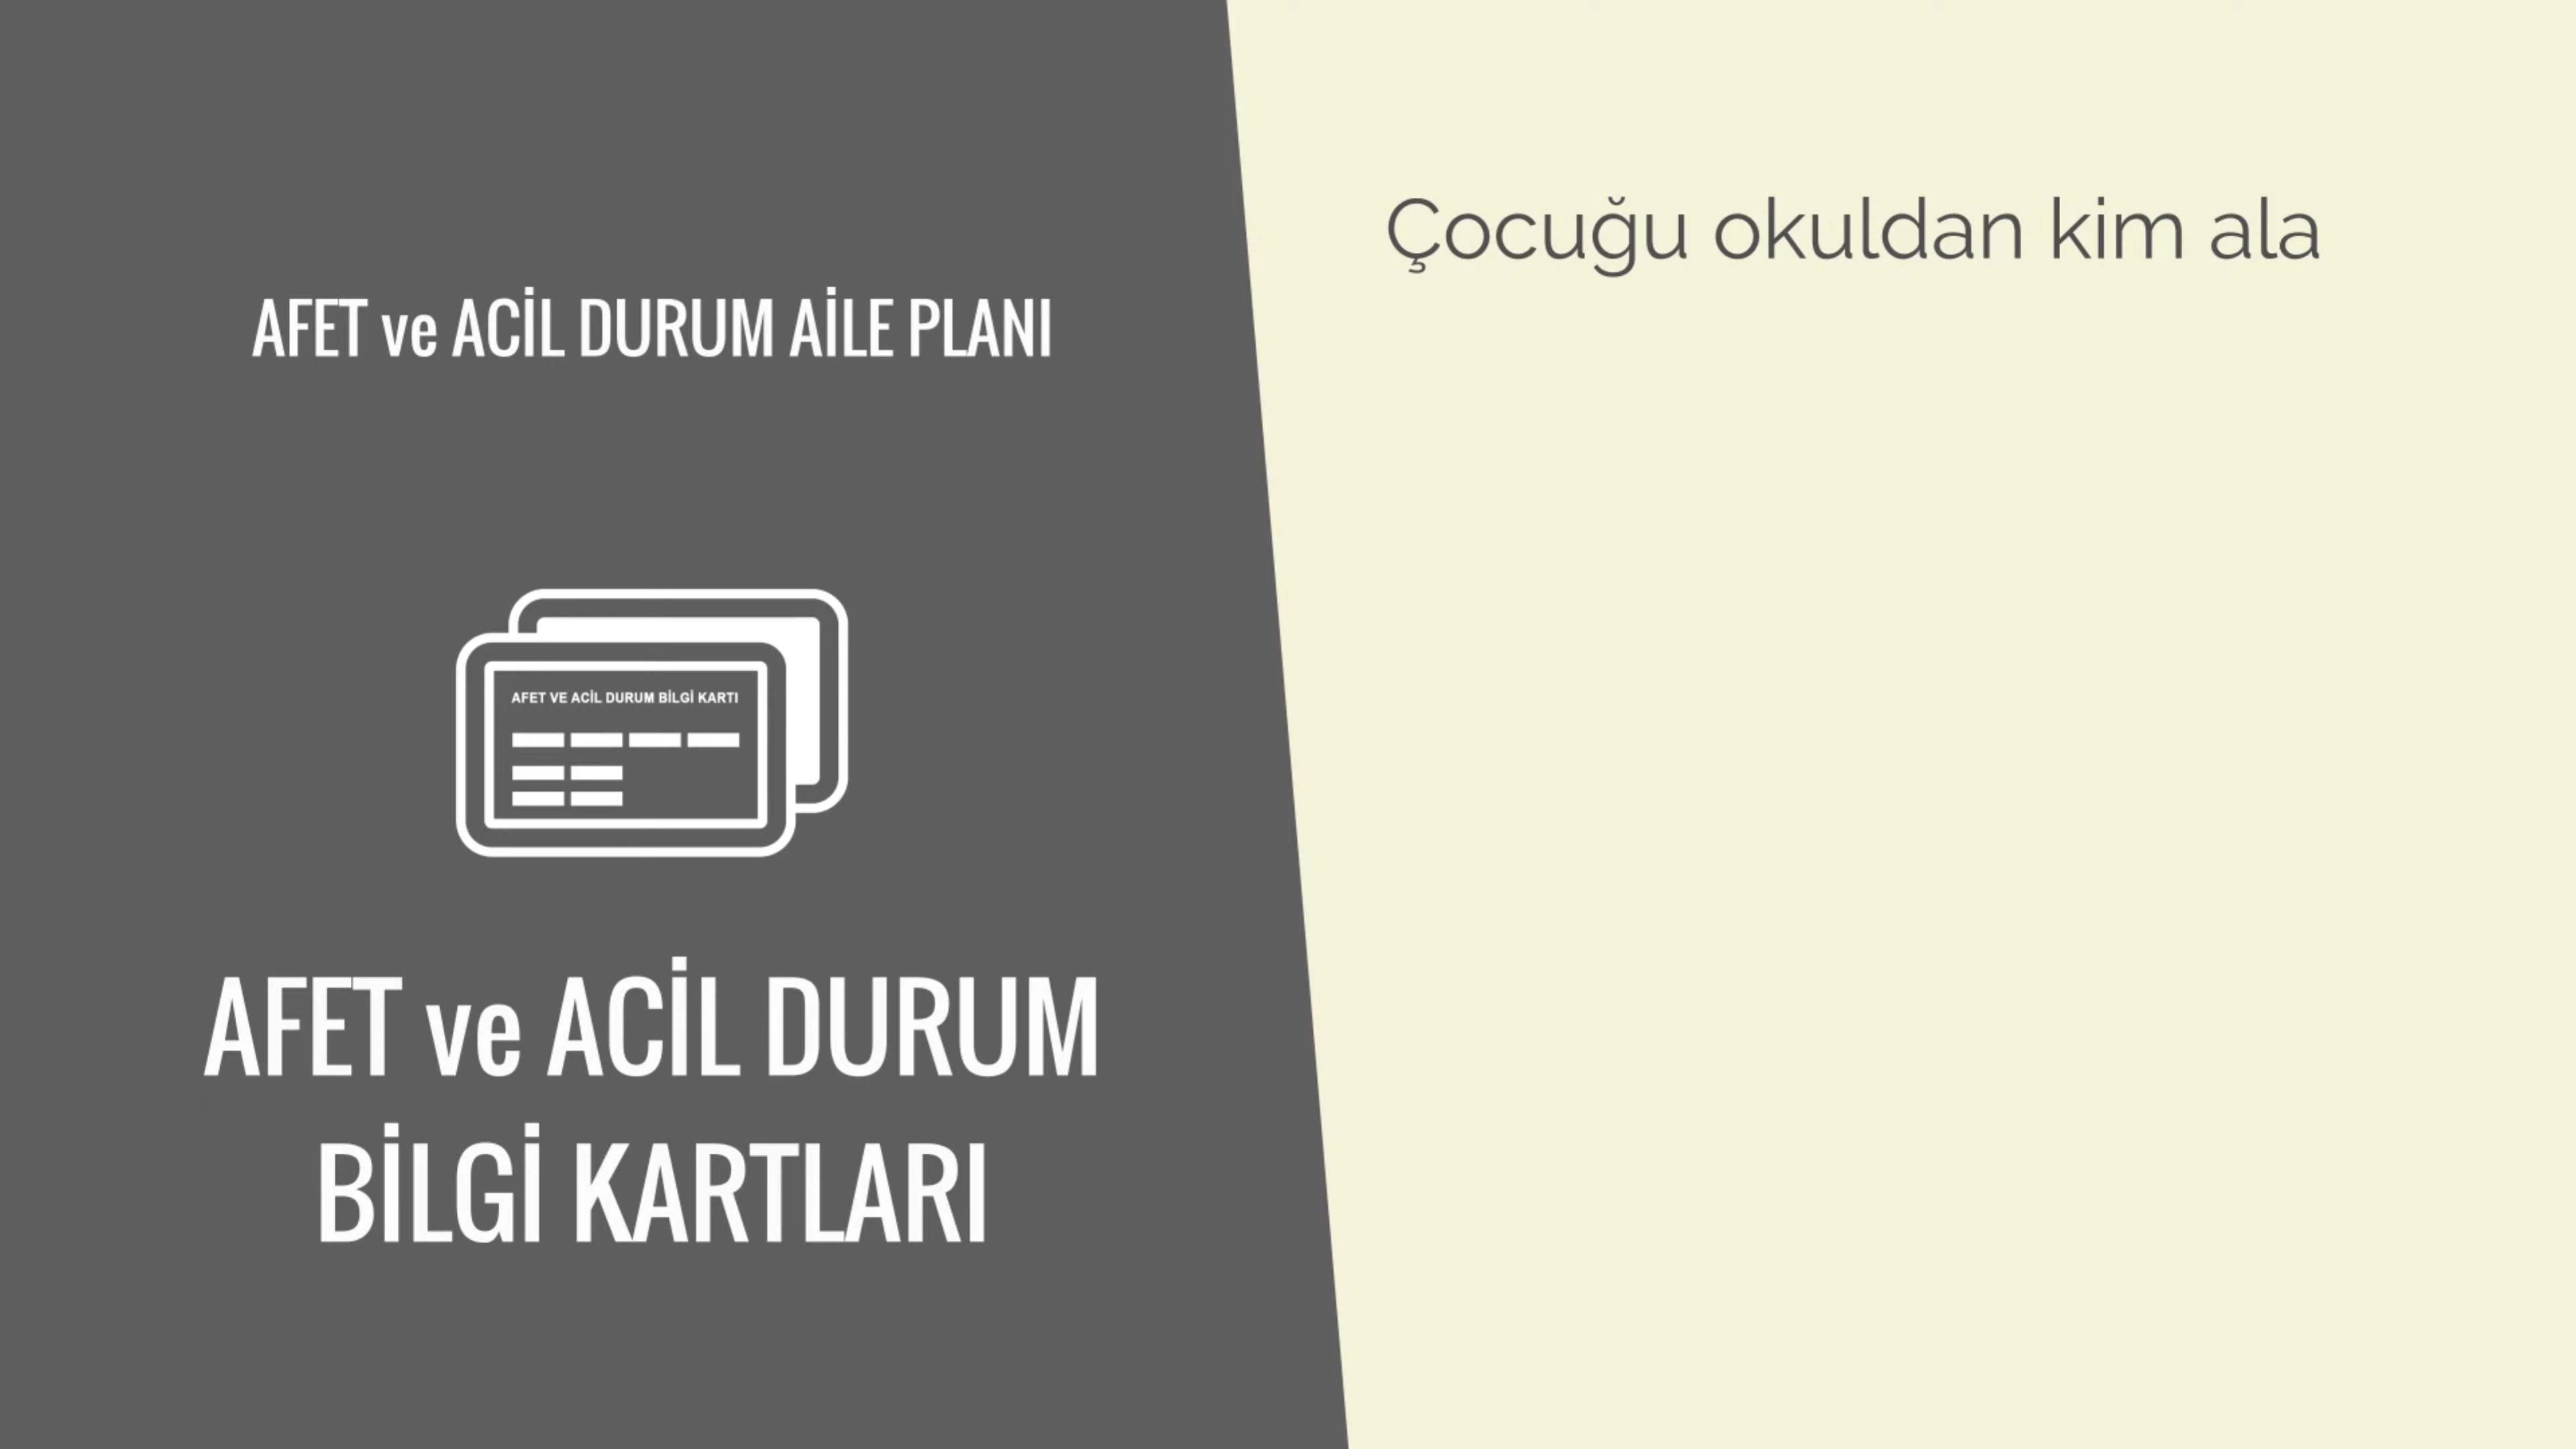 AFET ve ACİL DURUM AİLE PLANI
AFET VE ACİL DURUM BİLGİ KARTI
AFET ve ACİL DURUM
BİLGİ KARTLARI
Çocuğu okuldan kim ala